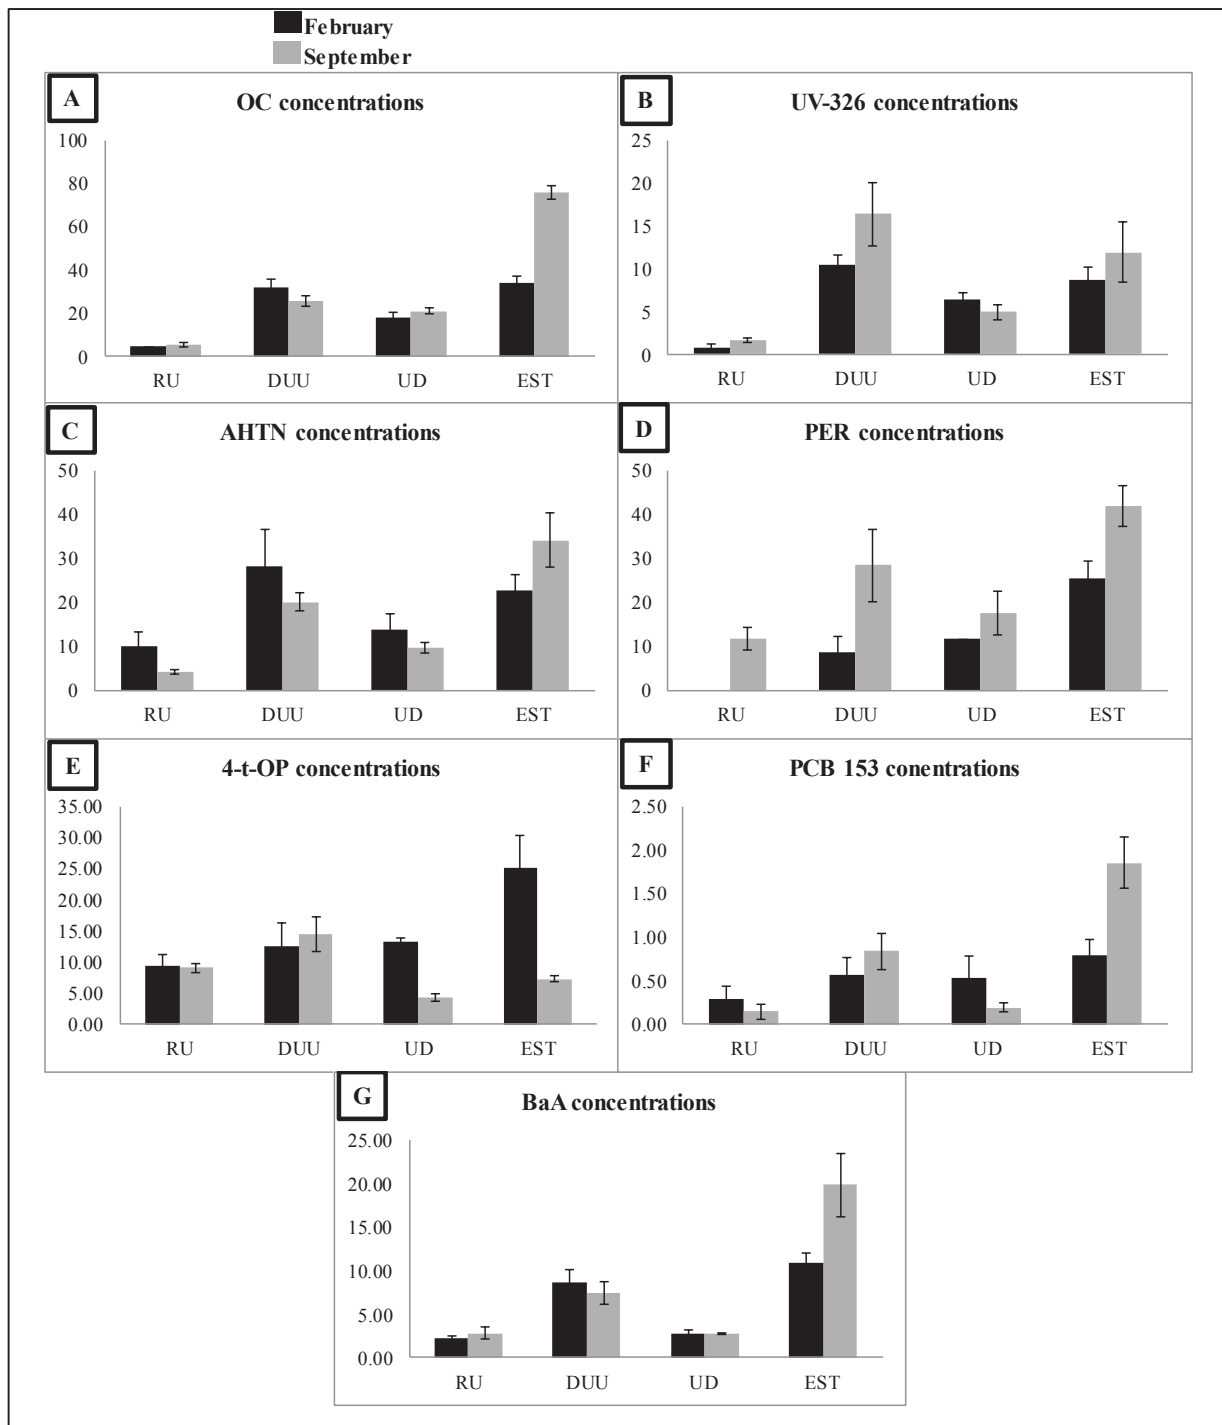 February
September
A
OC concentrations
100
80
60
40
20
0
RU DUU UD EST
B
UV-326 concentrations
25
20
15
10
5
0
RU DUU UD EST
C
AHTN concentrations
50
40
30
20
10
0
RU DUU UD EST
D
PER concentrations
50
40
30
20
10
0
RU DUU UD EST
E
4-t-OP concentrations
35.00
30.00
25.00
20.00
15.00
10.00
5.00
0.00
RU DUU UD EST
F
PCB 153 conentrations
2.50
2.00
1.50
1.00
0.50
0.00
RU DUU UD EST
G
BaA concentrations
25.00
20.00
15.00
10.00
5.00
0.00
RU DUU UD EST